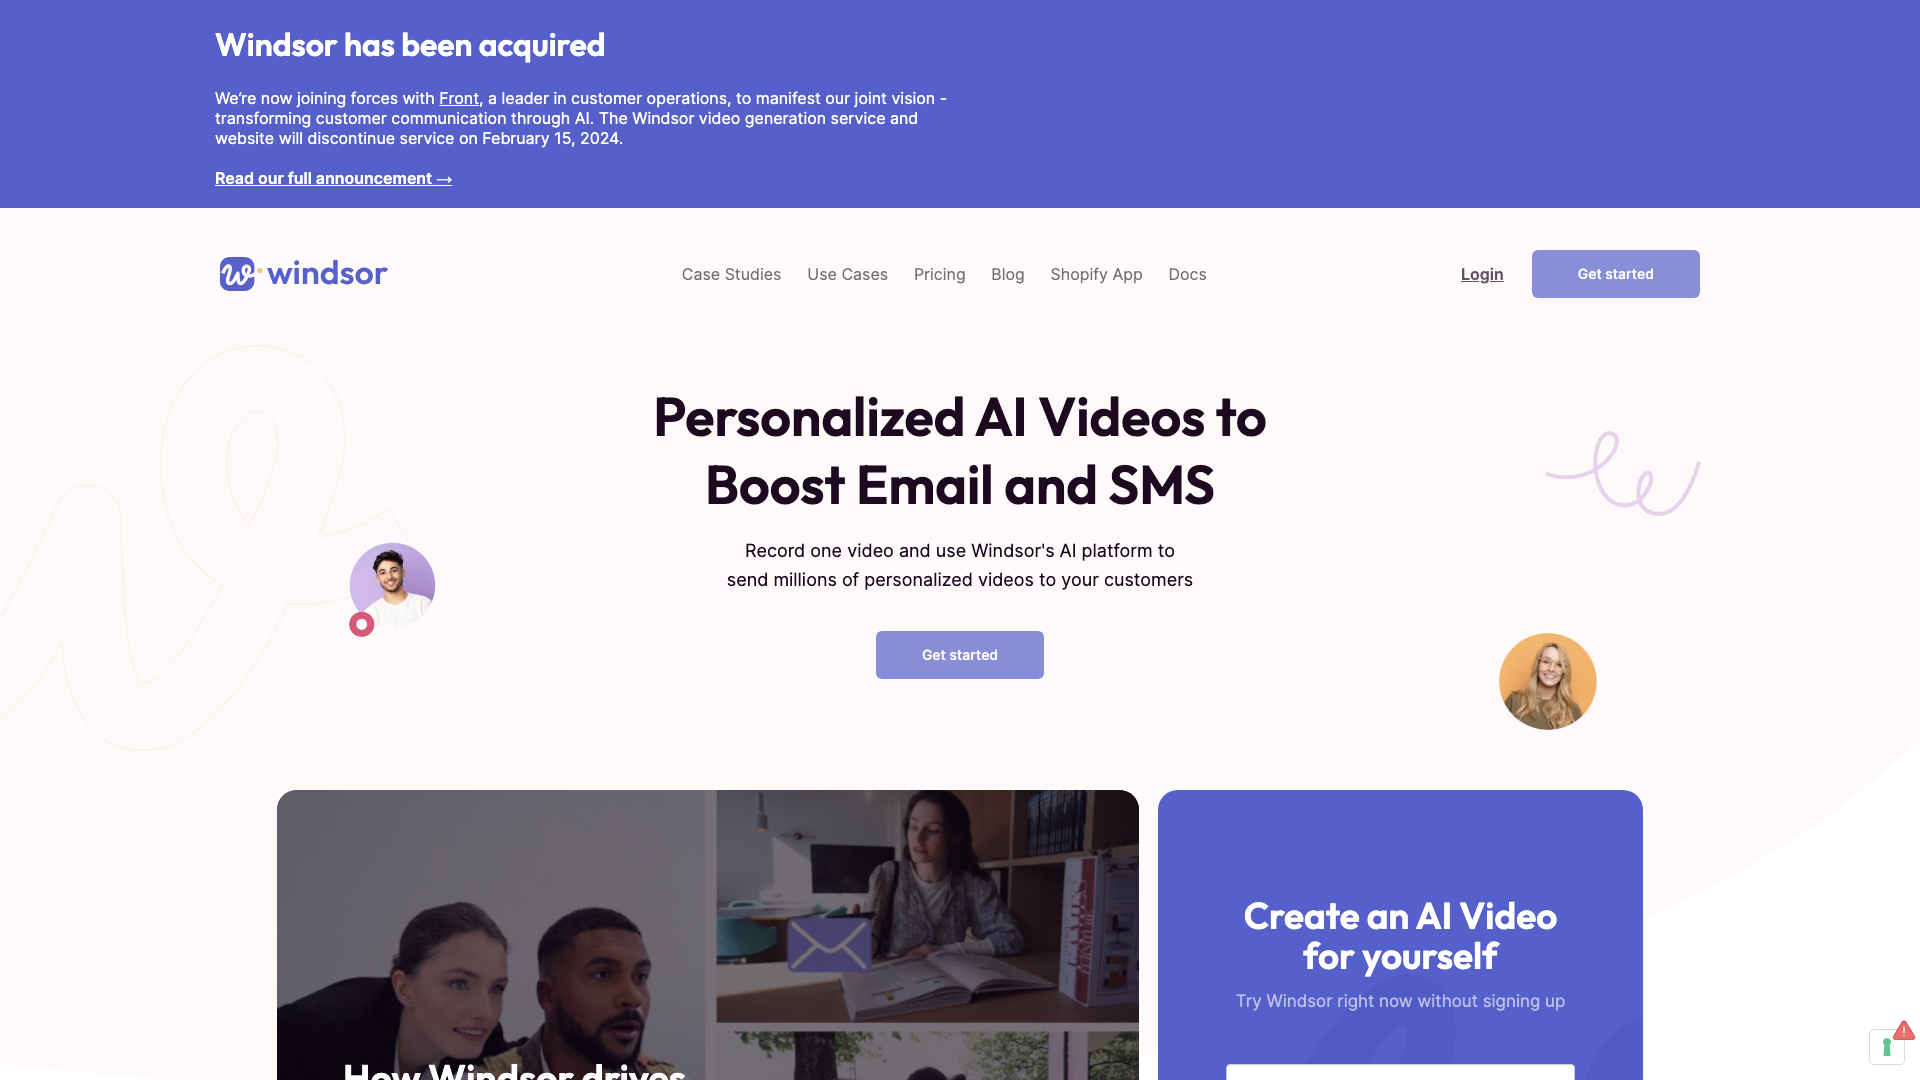 Windsor has been acquired
We're now joining forces with Front, a leader in customer operations, to manifest our joint vision -
transforming customer communication through AI. The Windsor video generation service and
website will discontinue service on February 15, 2024.
Read our full announcement →
windsor
Case Studies
Use Cases
Pricing
Blog
Shopify App
Docs
Login
Get started
Personalized AI Videos to
Boost Email and SMS
Record one video and use Windsor's AI platform to
send millions of personalized videos to your customers
Get started
How Windsor drives
Create an AI Video
for yourself
Try Windsor right now without signing up